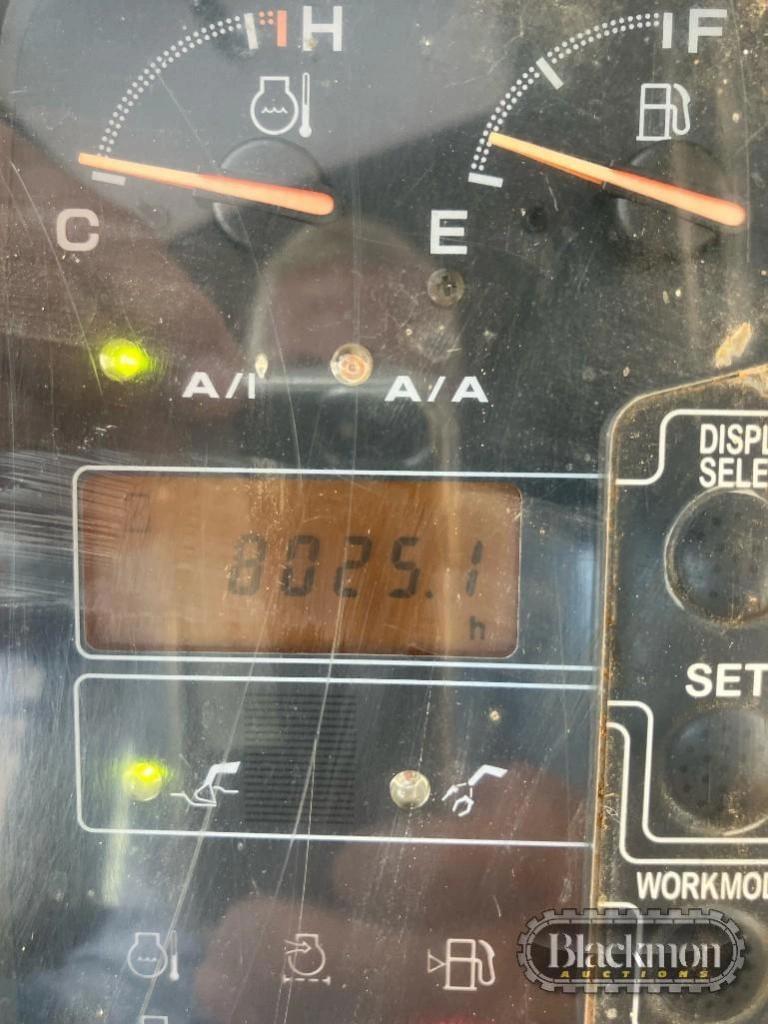 H
F
C
E
A/I
A/A
DISPL
SELE
8025.1
h
SET
WORKMOD
Blackmon
AUCTIONS